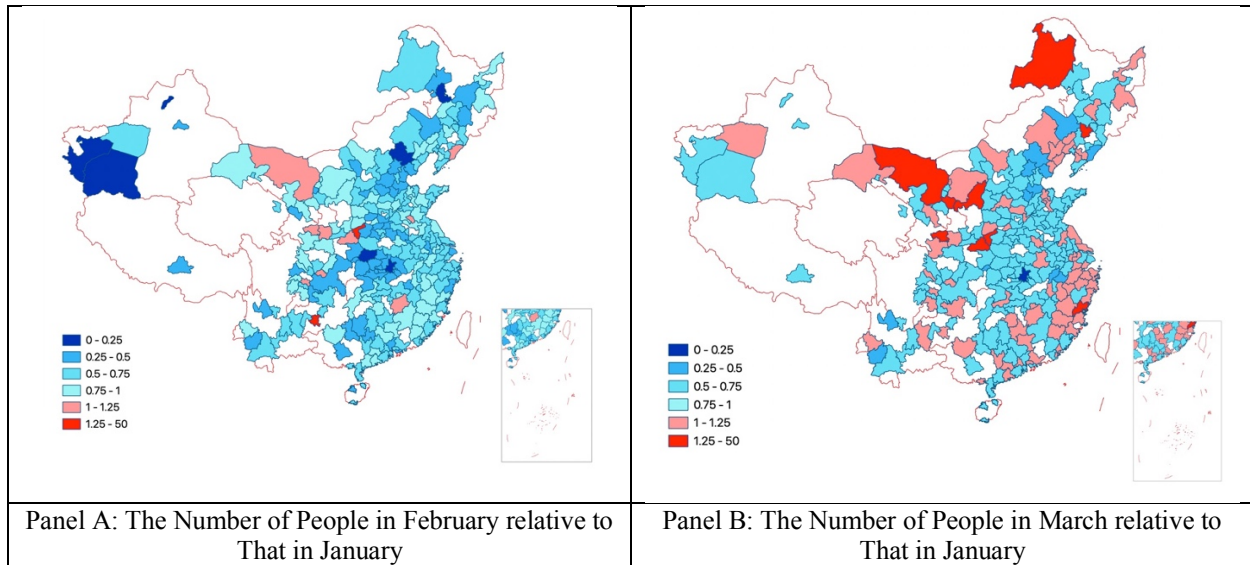 0 - 0.25
0.25 - 0.5
0.5 - 0.75
0.75 - 1
1 - 1.25
1.25 - 50
0 - 0.25
0.25 - 0.5
0.5 - 0.75
0.75 - 1
1 - 1.25
1.25 - 50
Panel A: The Number of People in February relative to
That in January
Panel B: The Number of People in March relative to
That in January